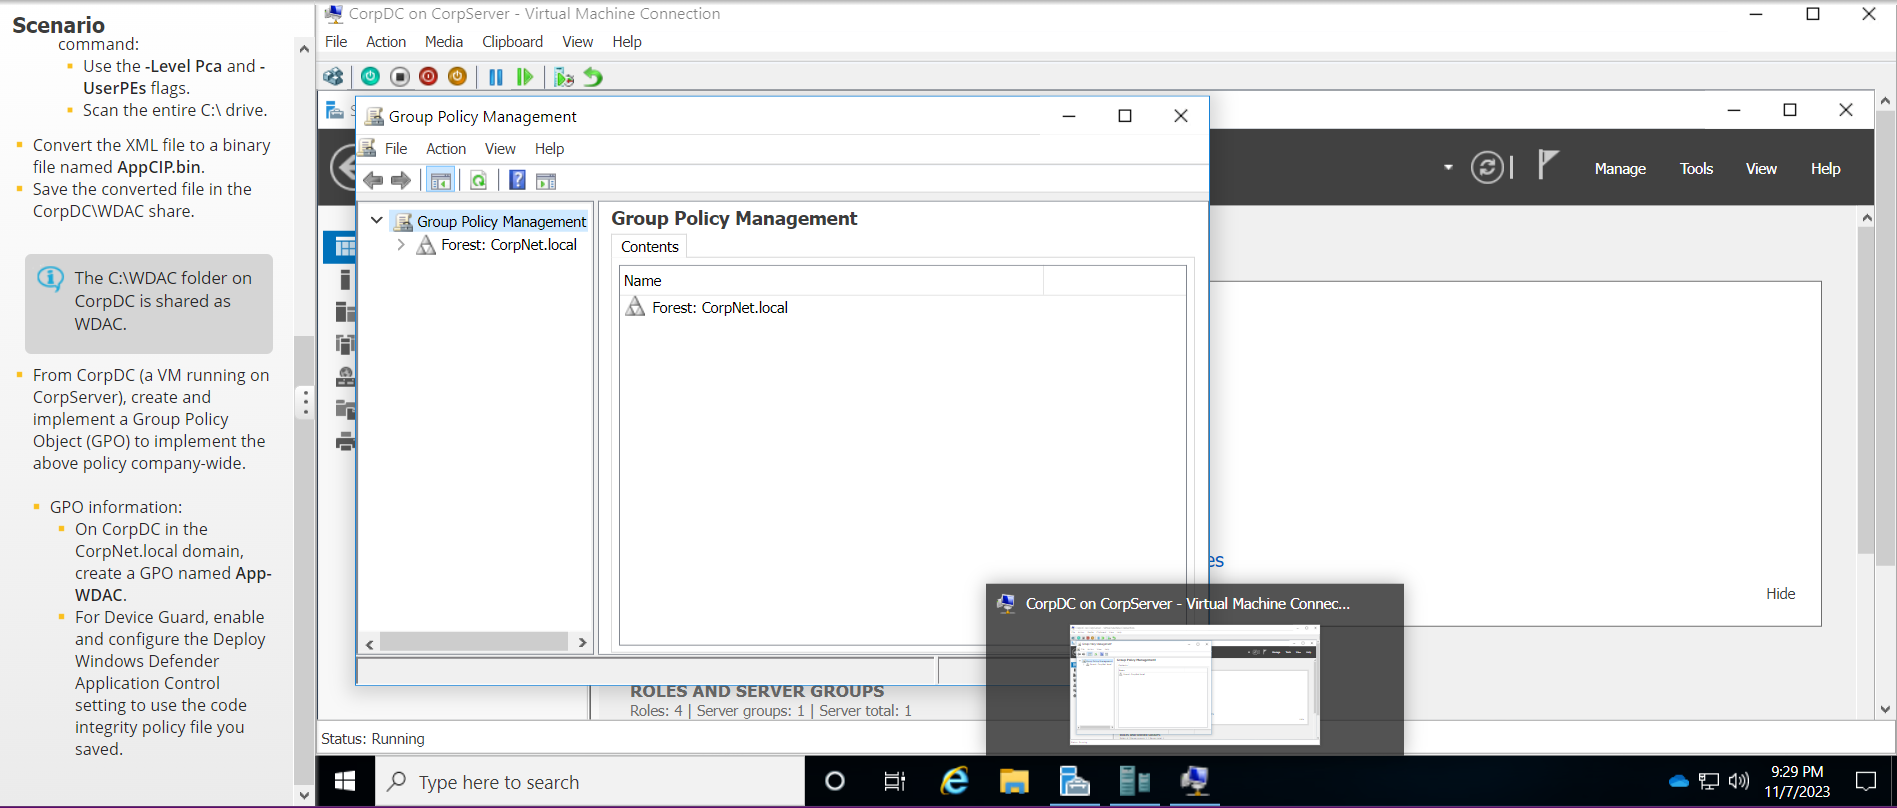 Scenario
command:
Use the -Level Pca and -
UserPEs flags.
Scan the entire C:\ drive.
Convert the XML file to a binary
file named AppCIP.bin.
Save the converted file in the
CorpDC\WDAC share.
The C:\WDAC folder on
CorpDC is shared as
WDAC.
From CorpDC (a VM running on
CorpServer), create and
implement a Group Policy
Object (GPO) to implement the
above policy company-wide.
GPO information:
On CorpDC in the
CorpNet.local domain,
create a GPO named App-
WDAC.
For Device Guard, enable
and configure the Deploy
Windows Defender
Application Control
setting to use the code
integrity policy file you
saved.
CorpDC on CorpServer - Virtual Machine Connection
File Action Media Clipboard View Help
Group Policy Management
File Action View Help
Manage Tools View Help
Group Policy Management
Forest: CorpNet.local
Group Policy Management
Contents
Name
Forest: CorpNet.local
es
Hide
CorpDC on CorpServer - Virtual Machine Connec...
ROLES AND SERVER GROUPS
Roles: 4 | Server groups: 1 | Server total: 1
Status: Running
Type here to search
9:29 PM
11/7/2023